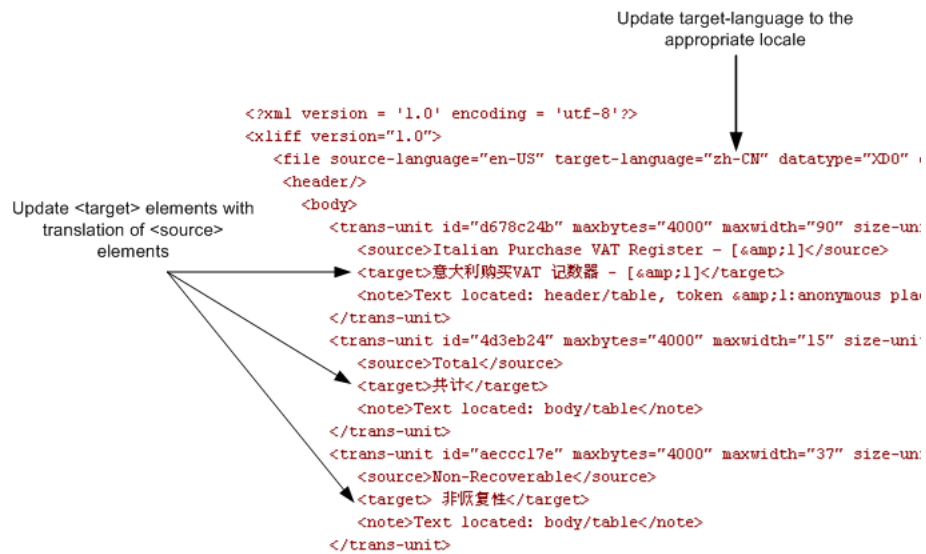 Update target-language to the
appropriate locale
<?xml version = '1.0' encoding = 'utf-8'?>
<xliff version="1.0">
<file source-language="en-US" target-language="zh-CN" datatype="XDO"
<header/>
<body>
Update <target> elements with
translation of <source>
elements
<trans-unit id="d678c24b" maxbytes="4000" maxwidth="90" size-un
<source>Italian Purchase VAT Register - [&amp;l]</source>
<target>意大利购买VAT 记数器 - [&amp;l]</target>
<note>Text located: header/table, token &amp;l:anonymous pla
</trans-unit>
<trans-unit id="4d3eb24" maxbytes="4000" maxwidth="15" size-uni
<source>Total</source>
<target>共计</target>
<note>Text located: body/table</note>
</trans-unit>
<trans-unit id="aeccc17e" maxbytes="4000" maxwidth="37" size-un
<source>Non-Recoverable</source>
<target> 非恢复性</target>
<note>Text located: body/table</note>
</trans-unit>